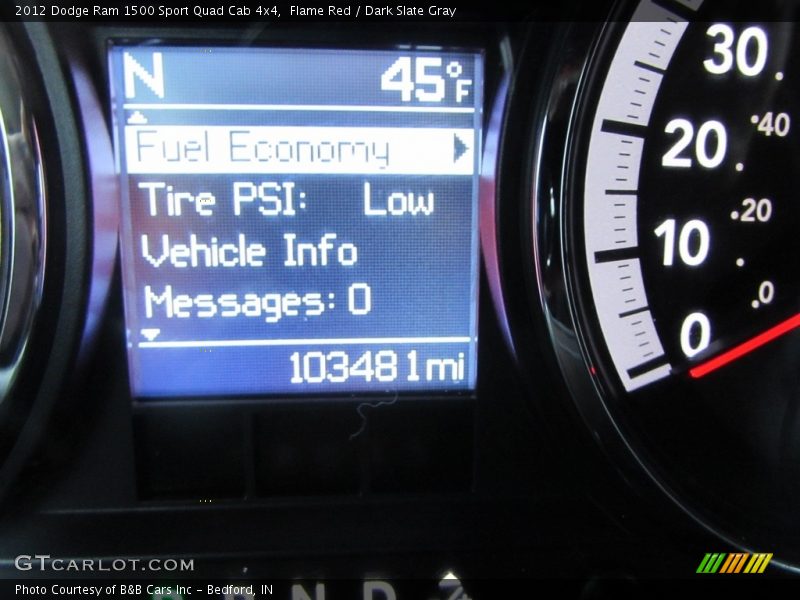 2012 Dodge Ram 1500 Sport Quad Cab 4x4,  Flame Red / Dark Slate Gray
N 45°F
Fuel Economy
Tire PSI: Low
Vehicle Info
Messages: 0
103481 mi
30
40
20
20
10
0
0
N D
GTCARLOT.COM
Photo Courtesy of B&B Cars Inc - Bedford, IN